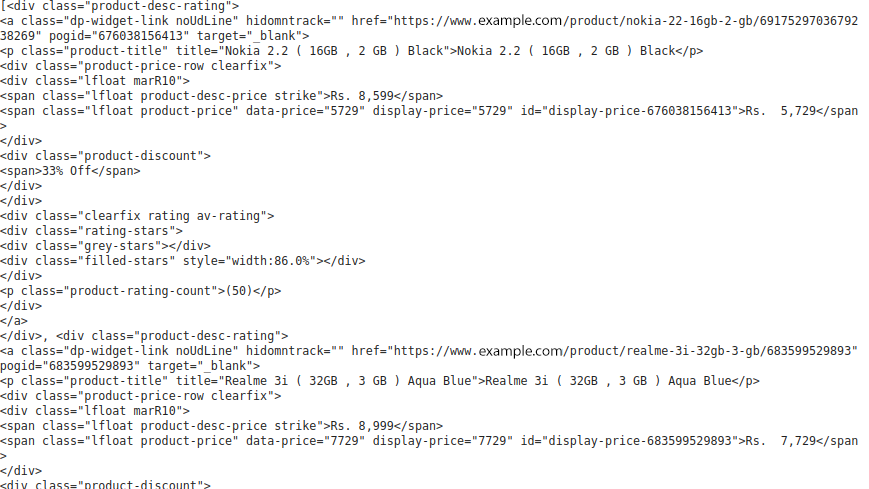 [<div class="product-desc-rating">
<a class="dp-widget-link noUdLine" hidomntrack="" href="https://www.example.com/product/nokia-22-16gb-2-gb/69175297036792
38269" pogid="676038156413" target="_blank">
<p class="product-title" title="Nokia 2.2 ( 16GB , 2 GB ) Black">Nokia 2.2 ( 16GB , 2 GB ) Black</p>
<div class="product-price-row clearfix">
<div class="lfloat marR10">
<span class="lfloat product-desc-price strike">Rs. 8,599</span>
<span class="lfloat product-price" data-price="5729" display-price="5729" id="display-price-676038156413">Rs.  5,729</span
>
</div>
<div class="product-discount">
<span>33% Off</span>
</div>
</div>
<div class="clearfix rating av-rating">
<div class="rating-stars">
<div class="grey-stars"></div>
<div class="filled-stars" style="width:86.0%"></div>
</div>
<p class="product-rating-count">(50)</p>
</div>
</a>
</div>, <div class="product-desc-rating">
<a class="dp-widget-link noUdLine" hidomntrack="" href="https://www.example.com/product/realme-3i-32gb-3-gb/683599529893"
pogid="683599529893" target="_blank">
<p class="product-title" title="Realme 3i ( 32GB , 3 GB ) Aqua Blue">Realme 3i ( 32GB , 3 GB ) Aqua Blue</p>
<div class="product-price-row clearfix">
<div class="lfloat marR10">
<span class="lfloat product-desc-price strike">Rs. 8,999</span>
<span class="lfloat product-price" data-price="7729" display-price="7729" id="display-price-683599529893">Rs.  7,729</span
>
</div>
<div class="product-discount">